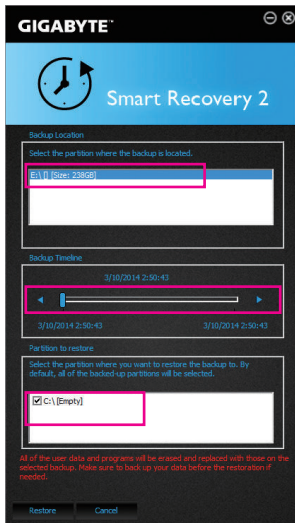 GIGABYTE™
Smart Recovery 2
Backup Location
Select the partition where the backup is located.
E:\ [] [Size: 238GB]
Backup Timeline
3/10/2014 2:50:43
3/10/2014 2:50:43 3/10/2014 2:50:43
Partition to restore
Select the partition where you want to restore the backup to. By
default, all of the backed-up partitions will be selected.
C:\ [Empty]
All of the user data and programs will be erased and replaced with those on the
selected backup. Make sure to back up your data before the restoration if
needed.
Restore Cancel